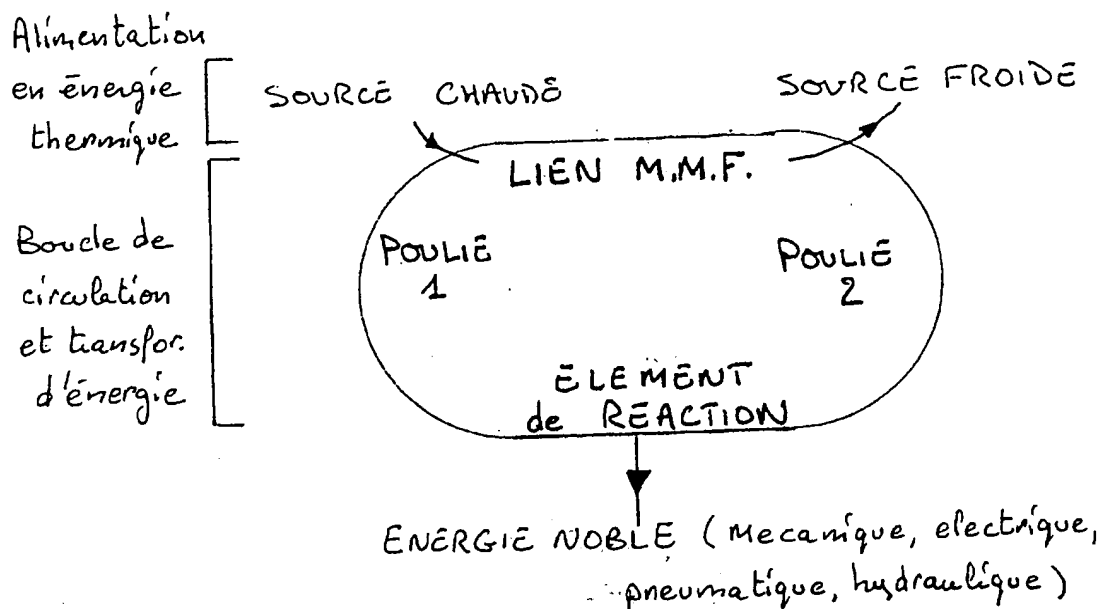 Alimentation
en énergie
thermique
SOURCE CHAUDE
SOURCE FROIDE
LIEN M.M.F.
Boucle de
circulation
et transfor.
d'énergie
POULIE
1
POULIE
2
ELEMENT
de REACTION
ENERGIE NOBLE (Mecanique, electrique,
pneumatique, hydraulique)